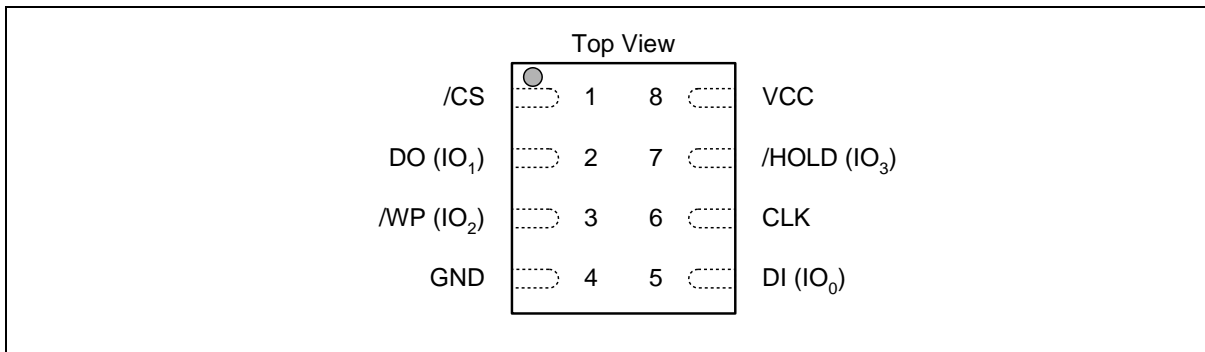 Top View
/CS 1 8 VCC
DO (IO₁) 2 7 /HOLD (IO₃)
/WP (IO₂) 3 6 CLK
GND 4 5 DI (IO₀)